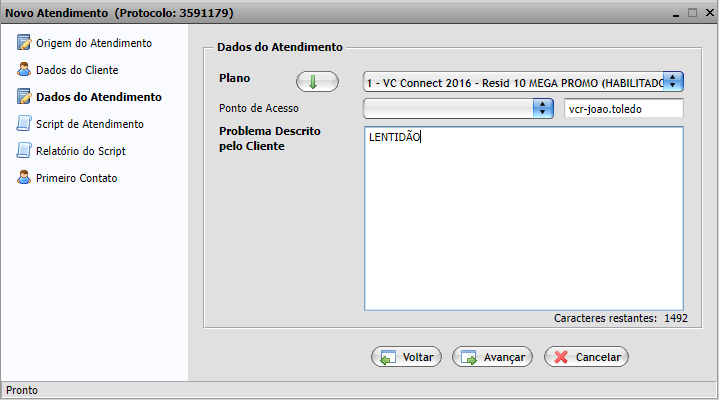 Novo Atendimento (Protocolo: 3591179)
Origem do Atendimento
Dados do Cliente
Dados do Atendimento
Script de Atendimento
Relatório do Script
Primeiro Contato
Dados do Atendimento
Plano
1 - VC Connect 2016 - Resid 10 MEGA PROMO (HABILITADO
Ponto de Acesso
vcr-joao.toledo
Problema Descrito
pelo Cliente
LENTIDÃO
Caracteres restantes: 1492
Voltar
Avançar
Cancelar
Pronto